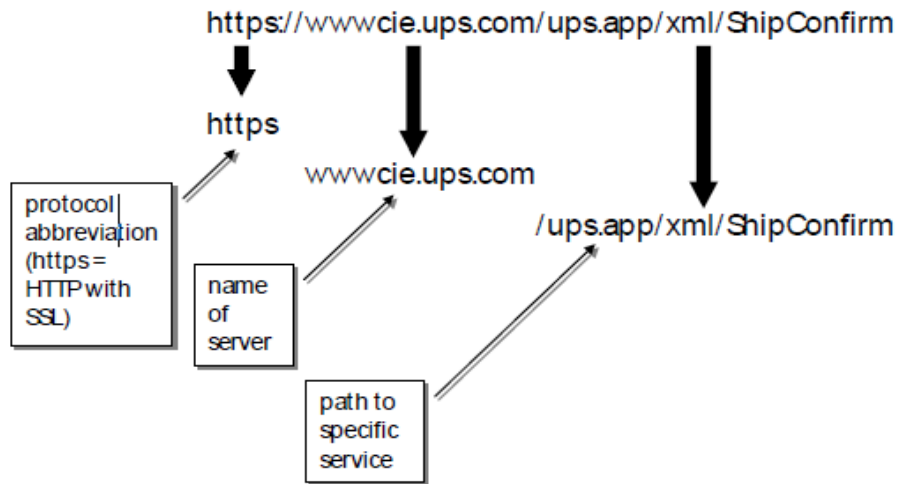 https://wwwcie.ups.com/ups.app/xml/ShipConfirm
https
wwwcie.ups.com
/ups.app/xml/ShipConfirm
protocol
abbreviation
(https =
HTTP with
SSL)
name
of
server
path to
specific
service